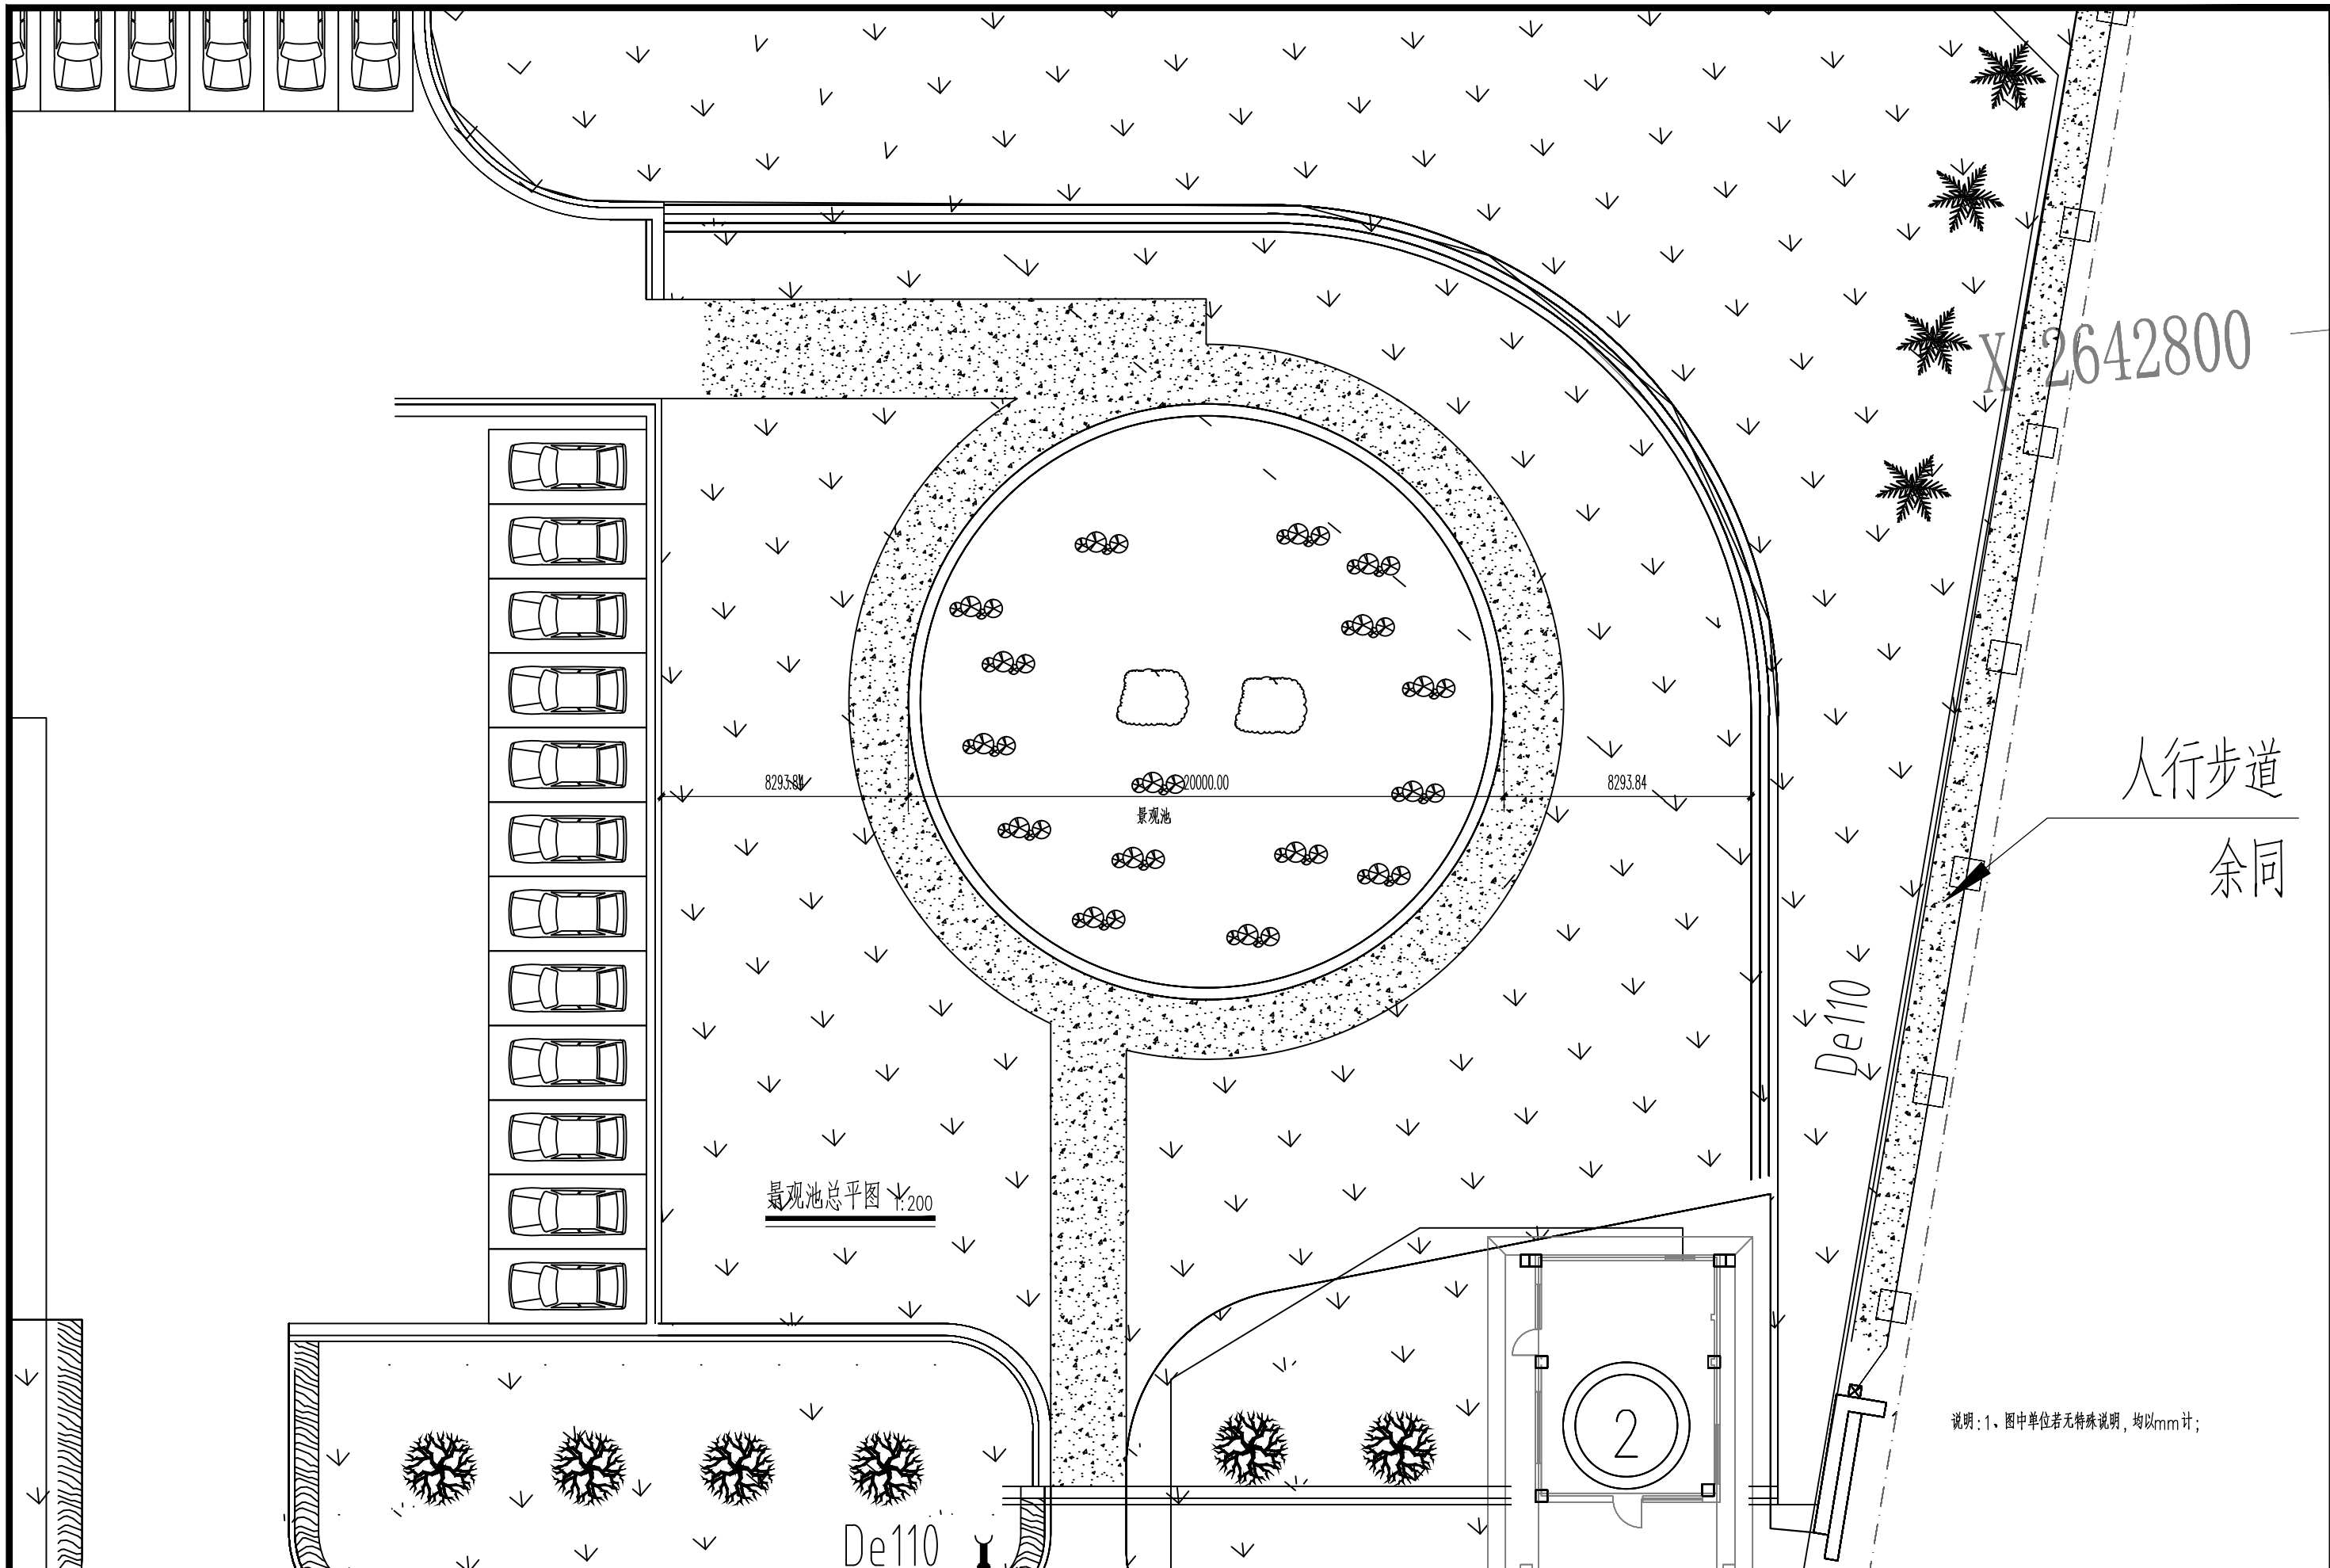 X 2642800
人行步道
余同
8293.84
20000.00
8293.84
景观池
De110
景观池总平图 1:200
2
说明:1、图中单位若无特殊说明,均以mm计;
De110